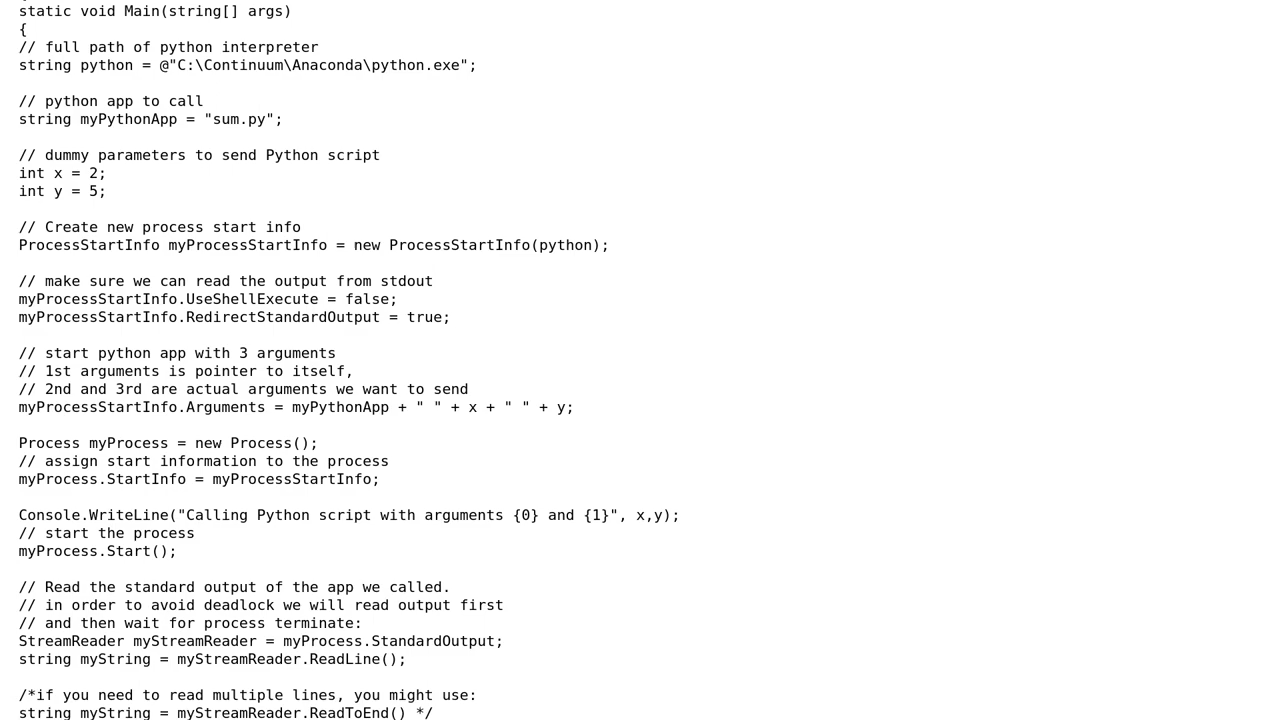 static void Main(string[] args)
{
// full path of python interpreter
string python = @"C:\Continuum\Anaconda\python.exe";
// python app to call
string myPythonApp = "sum.py";
// dummy parameters to send Python script
int x = 2;
int y = 5;
// Create new process start info
ProcessStartInfo myProcessStartInfo = new ProcessStartInfo(python);
// make sure we can read the output from stdout
myProcessStartInfo.UseShellExecute = false;
myProcessStartInfo.RedirectStandardOutput = true;
// start python app with 3 arguments
// 1st arguments is pointer to itself,
// 2nd and 3rd are actual arguments we want to send
myProcessStartInfo.Arguments = myPythonApp + " " + x + " " + y;
Process myProcess = new Process();
// assign start information to the process
myProcess.StartInfo = myProcessStartInfo;
Console.WriteLine("Calling Python script with arguments {0} and {1}", x,y);
// start the process
myProcess.Start();
// Read the standard output of the app we called.
// in order to avoid deadlock we will read output first
// and then wait for process terminate:
StreamReader myStreamReader = myProcess.StandardOutput;
string myString = myStreamReader.ReadLine();
/*if you need to read multiple lines, you might use:
string myString = myStreamReader.ReadToEnd() */